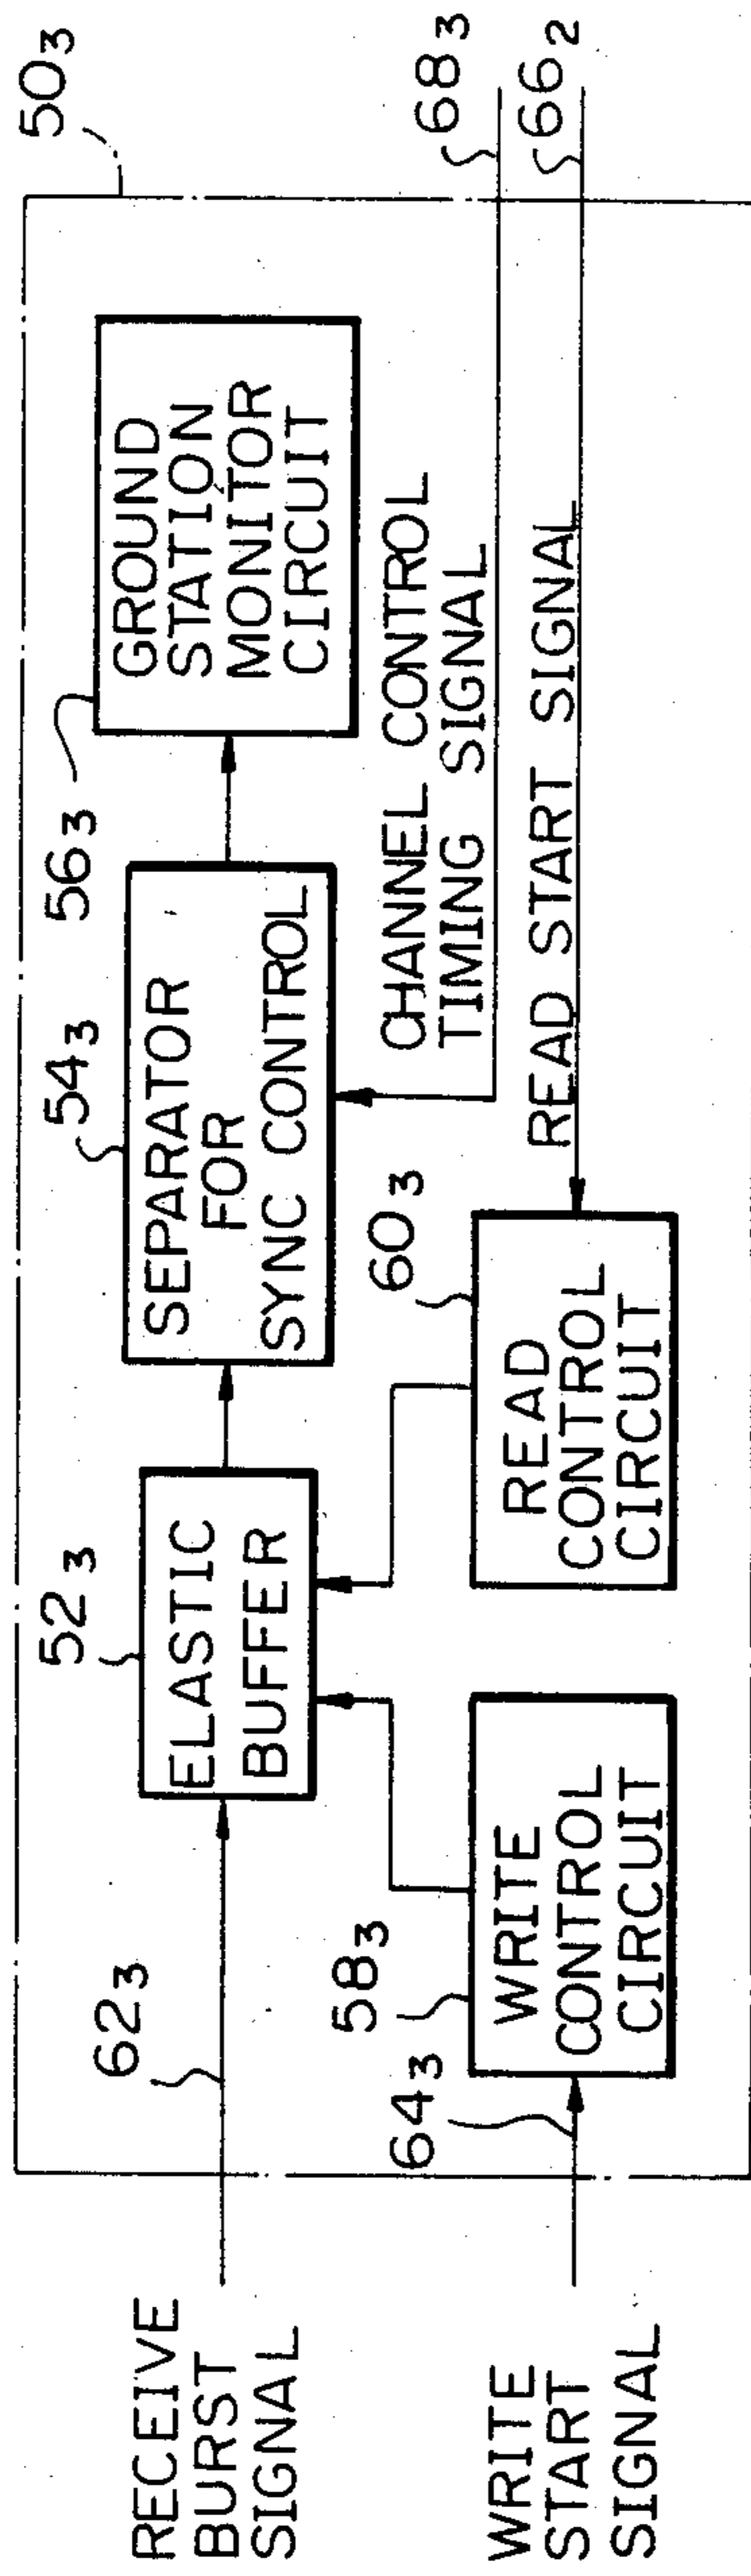 50₃
RECEIVE
BURST
SIGNAL
62₃
52₃
ELASTIC
BUFFER
54₃
SEPARATOR
FOR
SYNC CONTROL
56₃
GROUND
STATION
MONITOR
CIRCUIT
WRITE
START
SIGNAL
64₃
58₃
WRITE
CONTROL
CIRCUIT
60₃
READ
CONTROL
CIRCUIT
CHANNEL CONTROL
TIMING SIGNAL
68₃
READ START SIGNAL
66₂